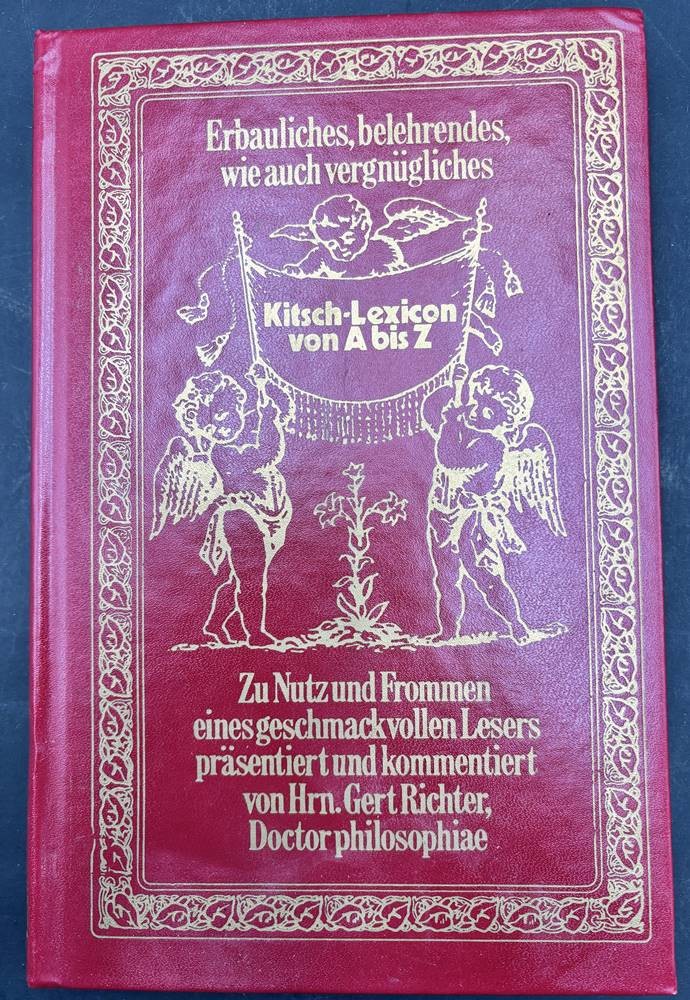 Erbauliches, belehrendes,
wie auch vergnügliches
Kitsch-Lexicon
von A bis Z
Zu Nutz und Frommen
eines geschmackvollen Lesers
präsentiert und kommentiert
von Hrn. Gert Richter,
Doctor philosophiae